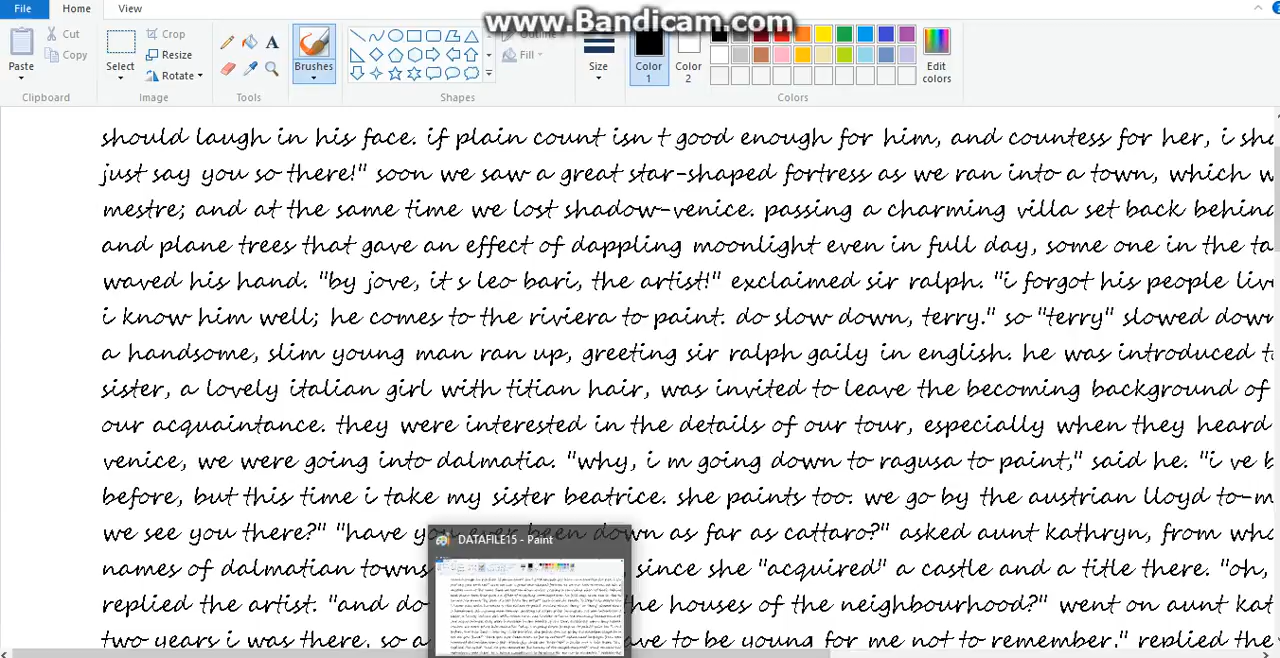 www.Bandicam.com
File Home View
Paste Cut Copy Clipboard
Select Crop Resize Rotate Image
Tools
Brushes
Shapes Outline Fill
Size
Color 1 Color 2 Edit colors Colors
should laugh in his face. if plain count isn t good enough for him, and countess for her, i sho
just say you so there!" soon we saw a great star-shaped fortress as we ran into a town, which w
mestre; and at the same time we lost shadow-venice. passing a charming villa set back behind
and plane trees that gave an effect of dappling moonlight even in full day, some one in the ta
waved his hand. "by jove, it s leo bari, the artist!" exclaimed sir ralph. "i forgot his people liv
i know him well; he comes to the riviera to paint. do slow down, terry." so "terry" slowed down
a handsome, slim young man ran up, greeting sir ralph gaily in english. he was introduced t
sister, a lovely italian girl with titian hair, was invited to leave the becoming background of
our acquaintance. they were interested in the details of our tour, especially when they heard
venice, we were going into dalmatia. "why, i m going down to ragusa to paint," said he. "i ve b
before, but this time i take my sister beatrice. she paints too. we go by the austrian lloyd to-m
we see you there?" "have you ever been down as far as cattaro?" asked aunt kathryn, from who
names of dalmatian towns since she "acquired" a castle and a title there. "oh,
replied the artist. "and do the houses of the neighbourhood?" went on aunt kat
two years i was there. so a ave to be young for me not to remember." replied the
DATAFILE15 - Paint